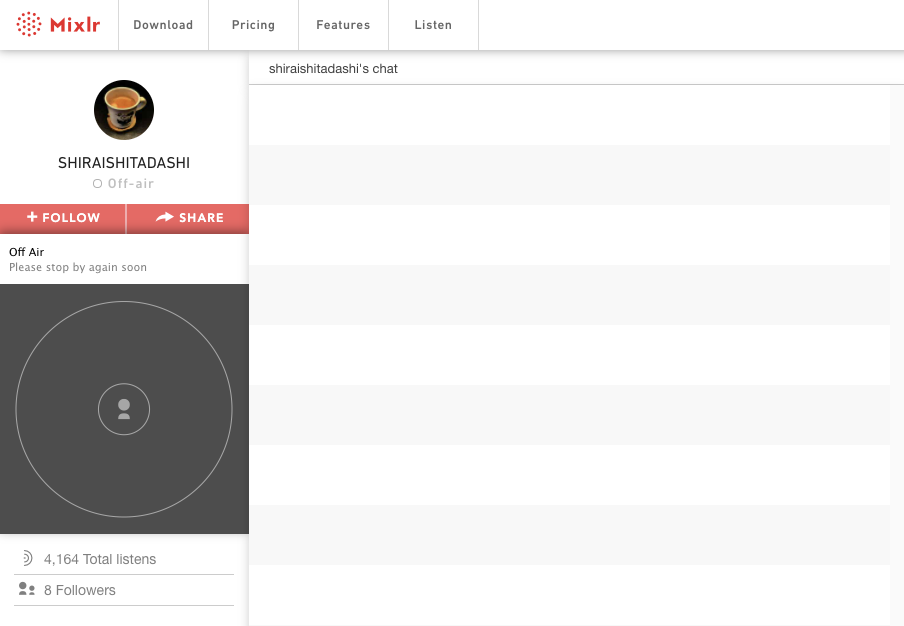 Mixlr
Download
Pricing
Features
Listen
shiraishitadashi's chat
SHIRAISHITADASHI
Off-air
FOLLOW
SHARE
Off Air
Please stop by again soon
4,164 Total listens
8 Followers